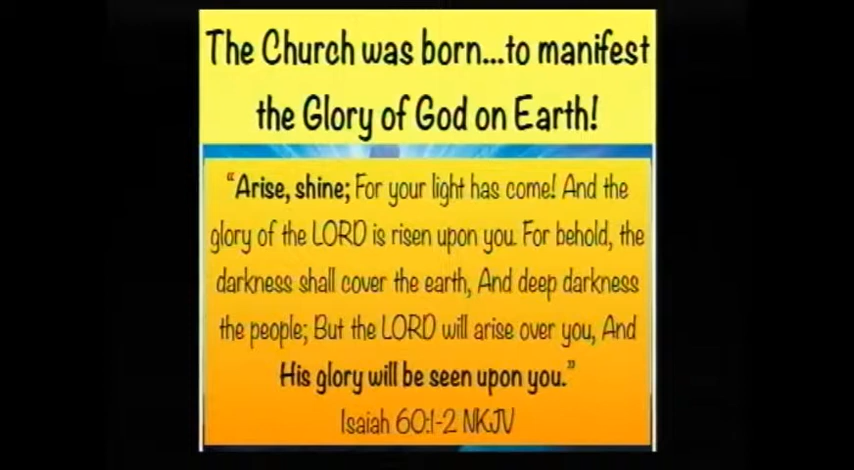 The Church was born...to manifest
the Glory of God on Earth!
“Arise, shine; For your light has come! And the
glory of the LORD is risen upon you. For behold, the
darkness shall cover the earth, And deep darkness
the people; But the LORD will arise over you, And
His glory will be seen upon you.”
Isaiah 60:1-2 NKJV